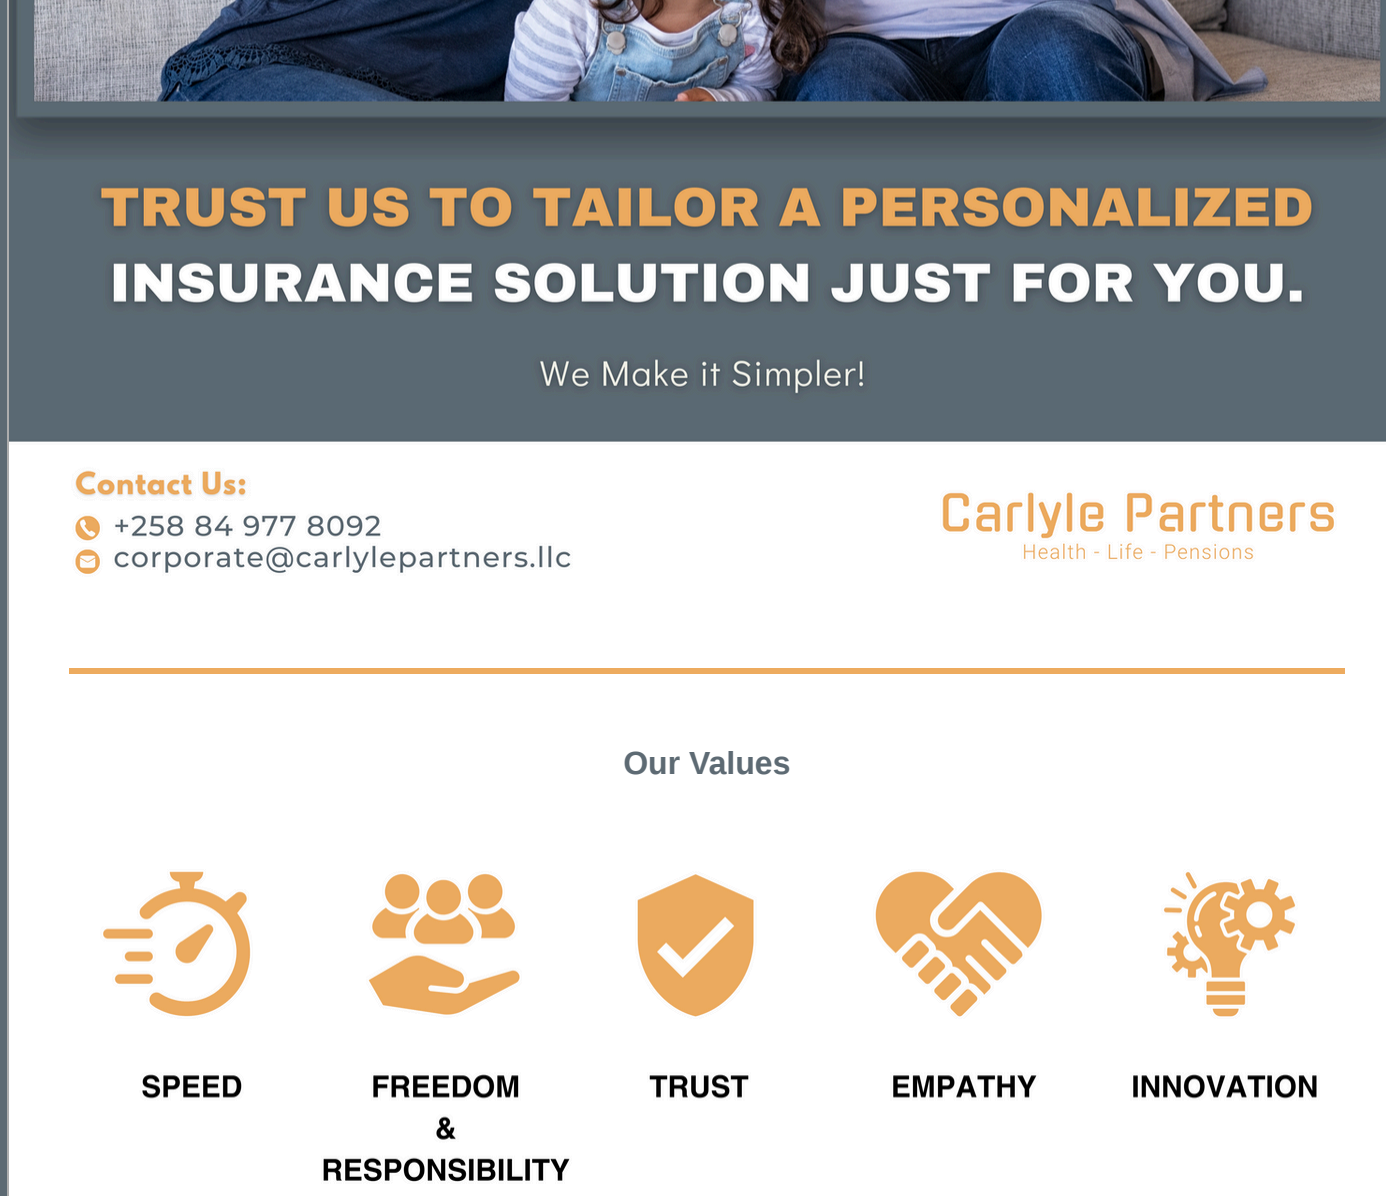 TRUST US TO TAILOR A PERSONALIZED
INSURANCE SOLUTION JUST FOR YOU.
We Make it Simpler!
Contact Us:
+258 84 977 8092
corporate@carlylepartners.llc
Carlyle Partners
Health - Life - Pensions
Our Values
SPEED
FREEDOM
&
RESPONSIBILITY
TRUST
EMPATHY
INNOVATION